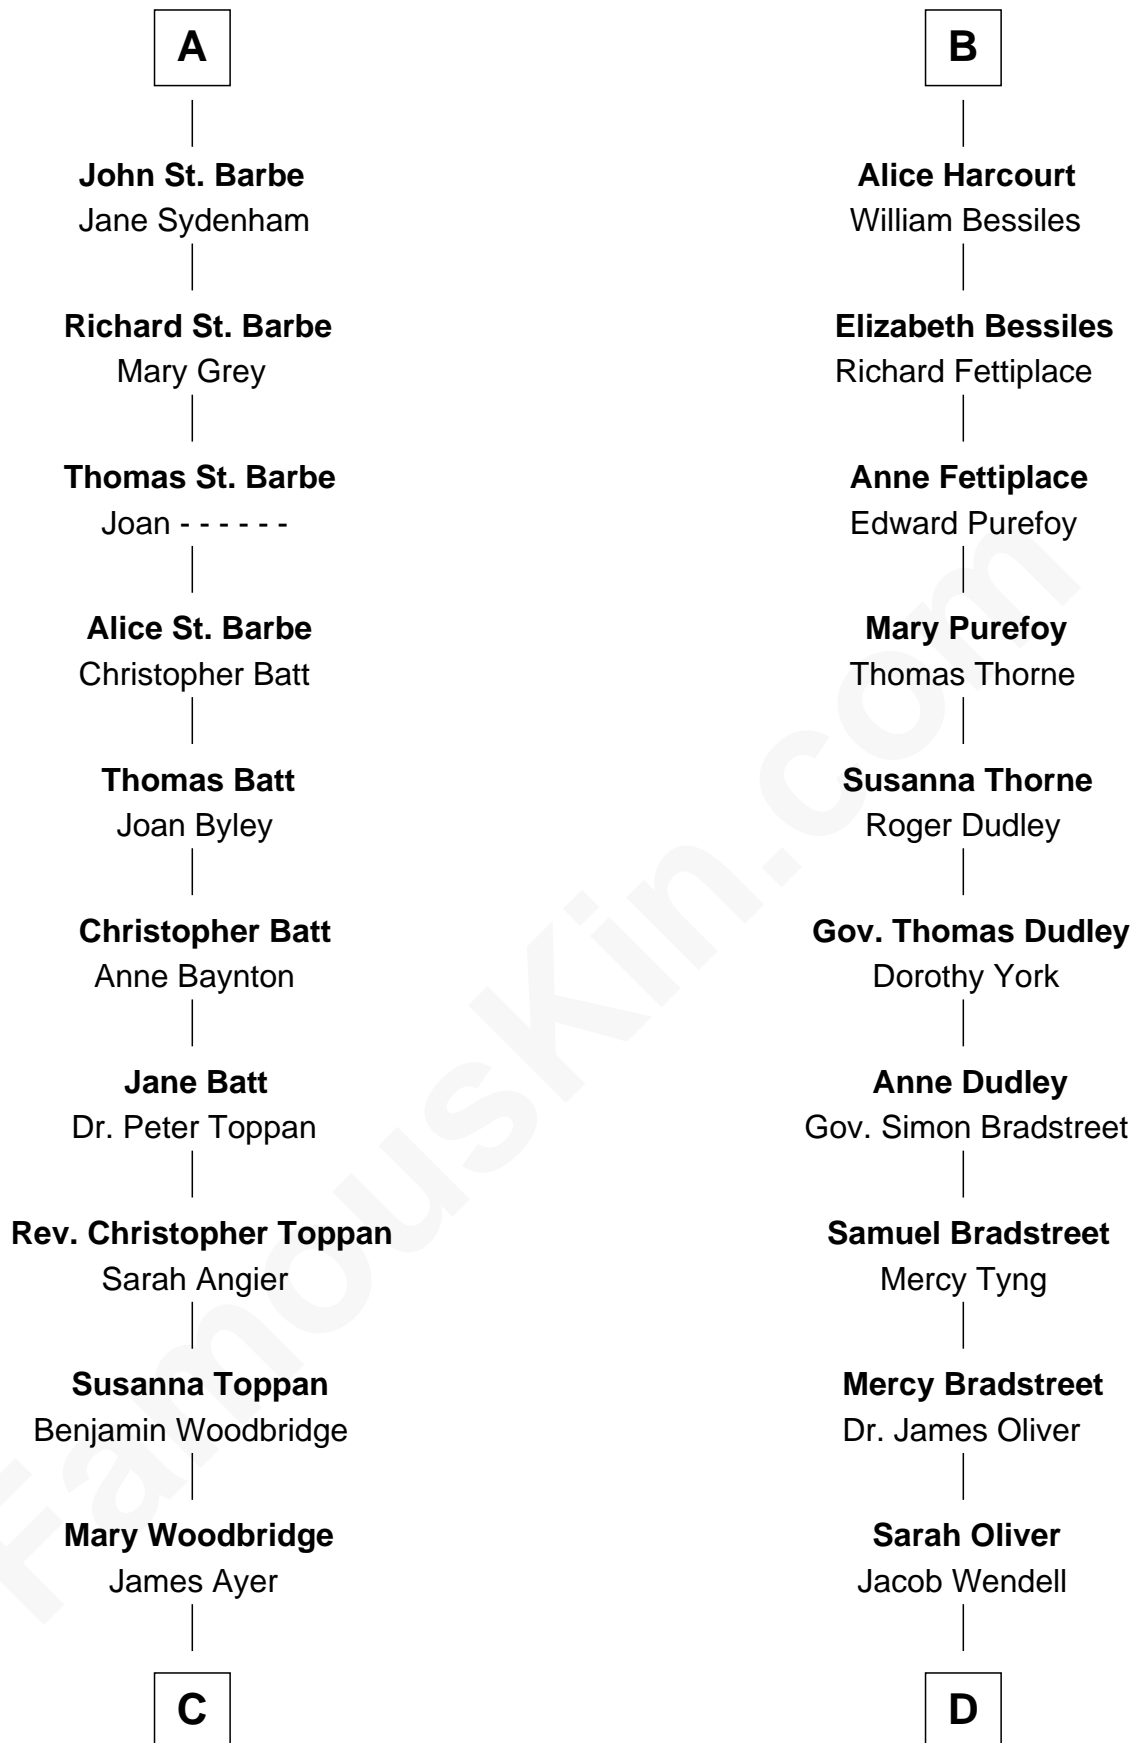 A
John St. Barbe
Jane Sydenham
Richard St. Barbe
Mary Grey
Thomas St. Barbe
Joan - - - - - -
Alice St. Barbe
Christopher Batt
Thomas Batt
Joan Byley
Christopher Batt
Anne Baynton
Jane Batt
Dr. Peter Toppan
Rev. Christopher Toppan
Sarah Angier
Susanna Toppan
Benjamin Woodbridge
Mary Woodbridge
James Ayer
C
B
Alice Harcourt
William Bessiles
Elizabeth Bessiles
Richard Fettiplace
Anne Fettiplace
Edward Purefoy
Mary Purefoy
Thomas Thorne
Susanna Thorne
Roger Dudley
Gov. Thomas Dudley
Dorothy York
Anne Dudley
Gov. Simon Bradstreet
Samuel Bradstreet
Mercy Tyng
Mercy Bradstreet
Dr. James Oliver
Sarah Oliver
Jacob Wendell
D
FamousKin.com